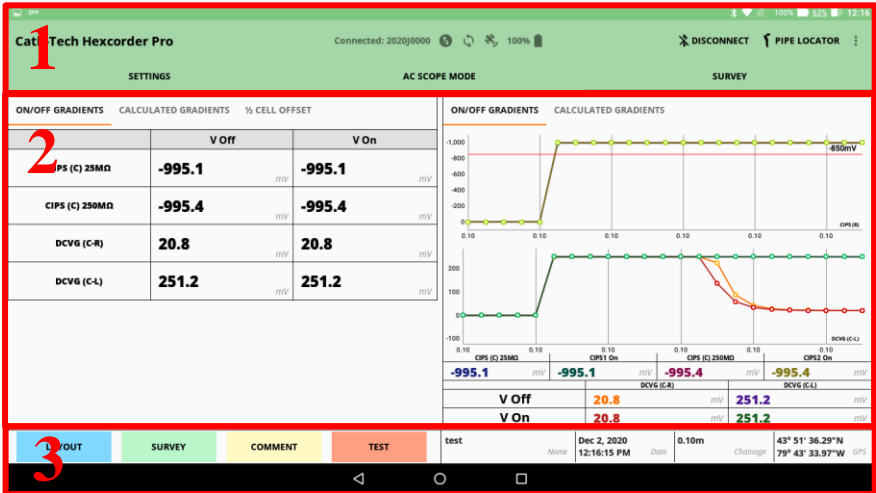 SPP 100% 63% 12:16
Cath-Tech Hexcorder Pro Connected: 2020J0000 100% DISCONNECT PIPE LOCATOR
1
SETTINGS AC SCOPE MODE SURVEY
ON/OFF GRADIENTS CALCULATED GRADIENTS ½ CELL OFFSET
V Off V On
2
CIPS (C) 25MΩ -995.1 mV -995.1 mV
CIPS (C) 250MΩ -995.4 mV -995.4 mV
DCVG (C-R) 20.8 mV 20.8 mV
DCVG (C-L) 251.2 mV 251.2 mV
ON/OFF GRADIENTS CALCULATED GRADIENTS
-1,000
-850mV
-800
-600
-400
-200
0
CIPS (R)
0.10 0.10 0.10 0.10 0.10 0.10
200
100
0
-100
DCVG (C-L)
0.10 0.10 0.10 0.10 0.10 0.10
CIPS (C) 25MΩ CIPS1 On CIPS (C) 250MΩ CIPS2 On
-995.1 mV -995.1 mV -995.4 mV -995.4 mV
DCVG (C-R) DCVG (C-L)
V Off 20.8 mV 251.2 mV
V On 20.8 mV 251.2 mV
3
LAYOUT SURVEY COMMENT TEST
test Name
Dec 2, 2020
12:16:15 PM Date
0.10m Chainage
43° 51' 36.29"N
79° 43' 33.97"W GPS